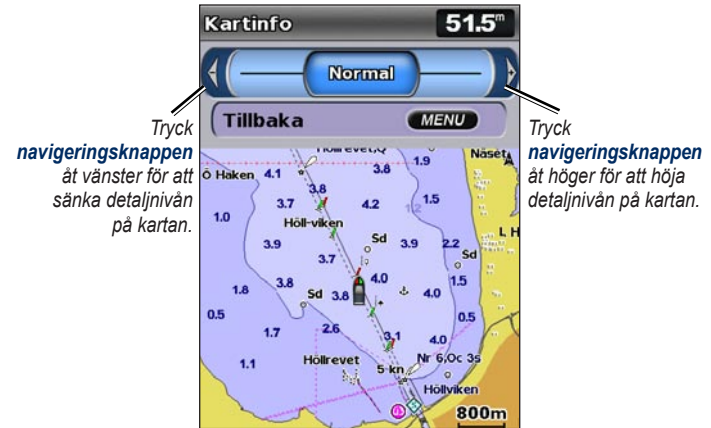 Kartinfo 51.5"
Normal
Tillbaka MENU
Tryck
navigeringsknappen
åt vänster för att
sänka detaljnivån
på kartan.
Tryck
navigeringsknappen
åt höger för att höja
detaljnivån på kartan.
Höllrevet,Q
1.9
Näset
Ö Haken 4.1
3.8
3.8
3.7
4.2
1.2
1.5
1.0
Höll-viken
3.9
Sd
3.9
2.2
L H
3.7
Sd
1.8
3.8
Sd
3.8
4.0
4.0
1.5
0.5
0.5
1.7
2.6
3.1
4.0
1.1
Höllrevet
5 kn
Nr 6,Oc 3s
Höllviken
800m